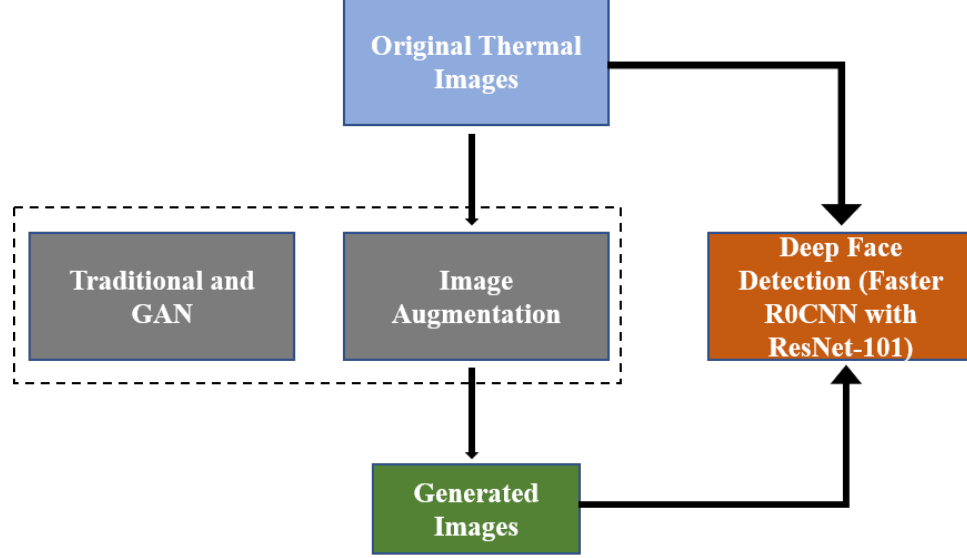 Original Thermal
Images
Traditional and
GAN
Image
Augmentation
Deep Face
Detection (Faster
R0CNN with
ResNet-101)
Generated
Images